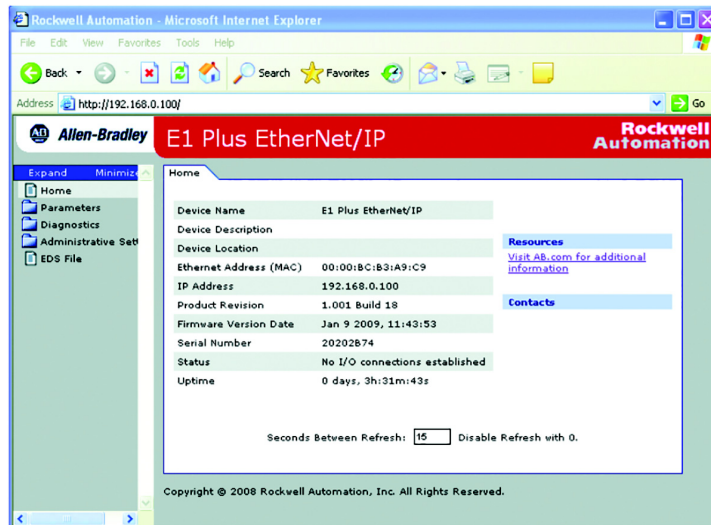 Rockwell Automation - Microsoft Internet Explorer
File Edit View Favorites Tools Help
Back Search Favorites
Address http://192.168.0.100/ Go
AB Allen-Bradley E1 Plus EtherNet/IP Rockwell
Automation
Expand Minimize
Home
Parameters
Diagnostics
Administrative Sett
EDS File
Home
Device Name E1 Plus EtherNet/IP
Device Description
Device Location
Ethernet Address (MAC) 00:00:BC:B3:A9:C9
IP Address 192.168.0.100
Product Revision 1.001 Build 18
Firmware Version Date Jan 9 2009, 11:43:53
Serial Number 20202B74
Status No I/O connections established
Uptime 0 days, 3h:31m:43s
Resources
Visit AB.com for additional
information
Contacts
Seconds Between Refresh: 15 Disable Refresh with 0.
Copyright © 2008 Rockwell Automation, Inc. All Rights Reserved.